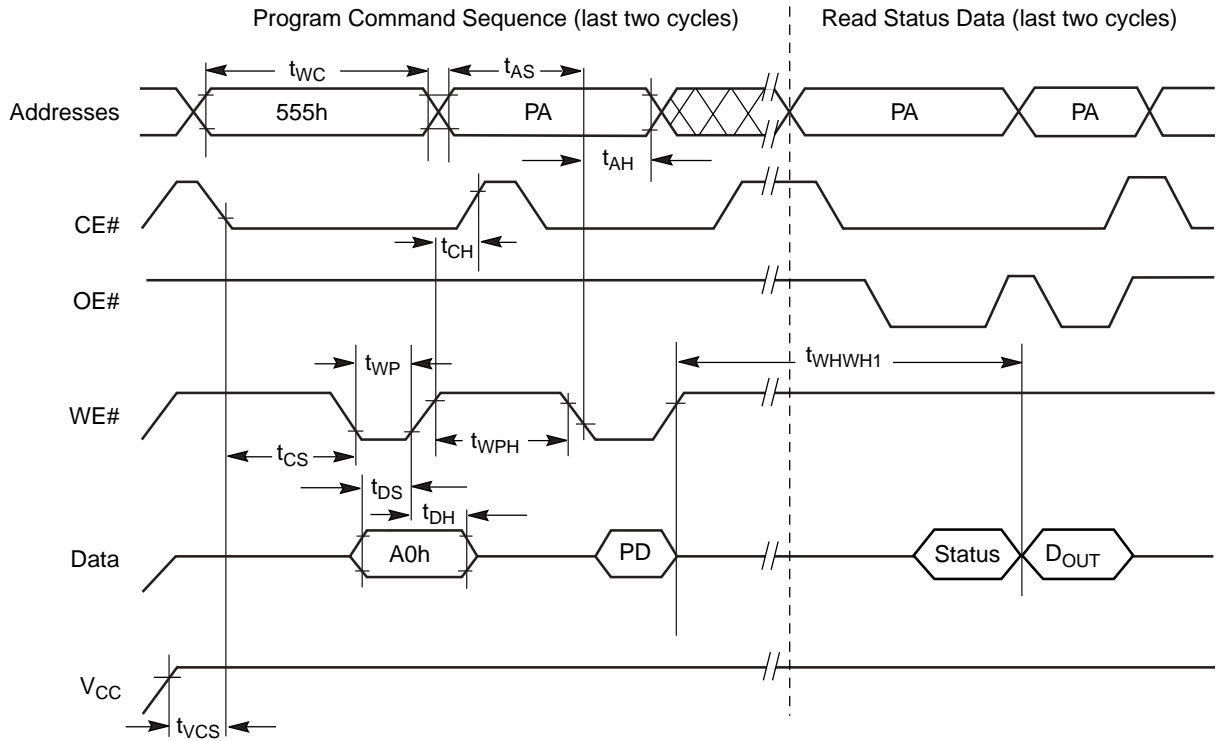 Program Command Sequence (last two cycles)
Read Status Data (last two cycles)
tWC
tAS
Addresses
555h
PA
PA
PA
tAH
CE#
tCH
OE#
tWP
tWHWH1
WE#
tCS
tWPH
tDS
tDH
Data
A0h
PD
Status
DOUT
VCC
tVCS